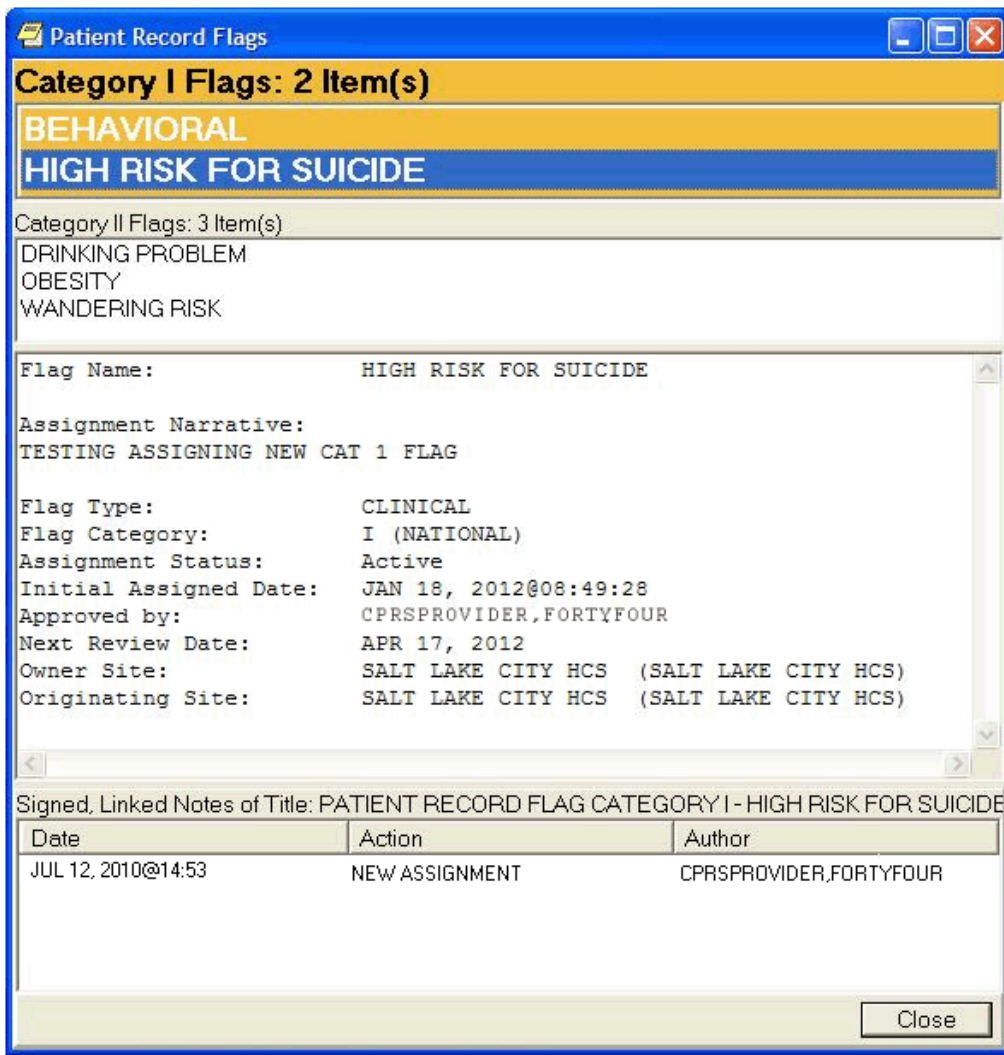 Patient Record Flags
Category I Flags: 2 Item(s)
BEHAVIORAL
HIGH RISK FOR SUICIDE
Category II Flags: 3 Item(s)
DRINKING PROBLEM
OBESITY
WANDERING RISK
Flag Name: HIGH RISK FOR SUICIDE
Assignment Narrative:
TESTING ASSIGNING NEW CAT 1 FLAG
Flag Type: CLINICAL
Flag Category: I (NATIONAL)
Assignment Status: Active
Initial Assigned Date: JAN 18, 2012@08:49:28
Approved by: CPRSPROVIDER,FORTYFOUR
Next Review Date: APR 17, 2012
Owner Site: SALT LAKE CITY HCS (SALT LAKE CITY HCS)
Originating Site: SALT LAKE CITY HCS (SALT LAKE CITY HCS)
Signed, Linked Notes of Title: PATIENT RECORD FLAG CATEGORY I - HIGH RISK FOR SUICIDE
Date Action Author
JUL 12, 2010@14:53 NEW ASSIGNMENT CPRSPROVIDER,FORTYFOUR
Close